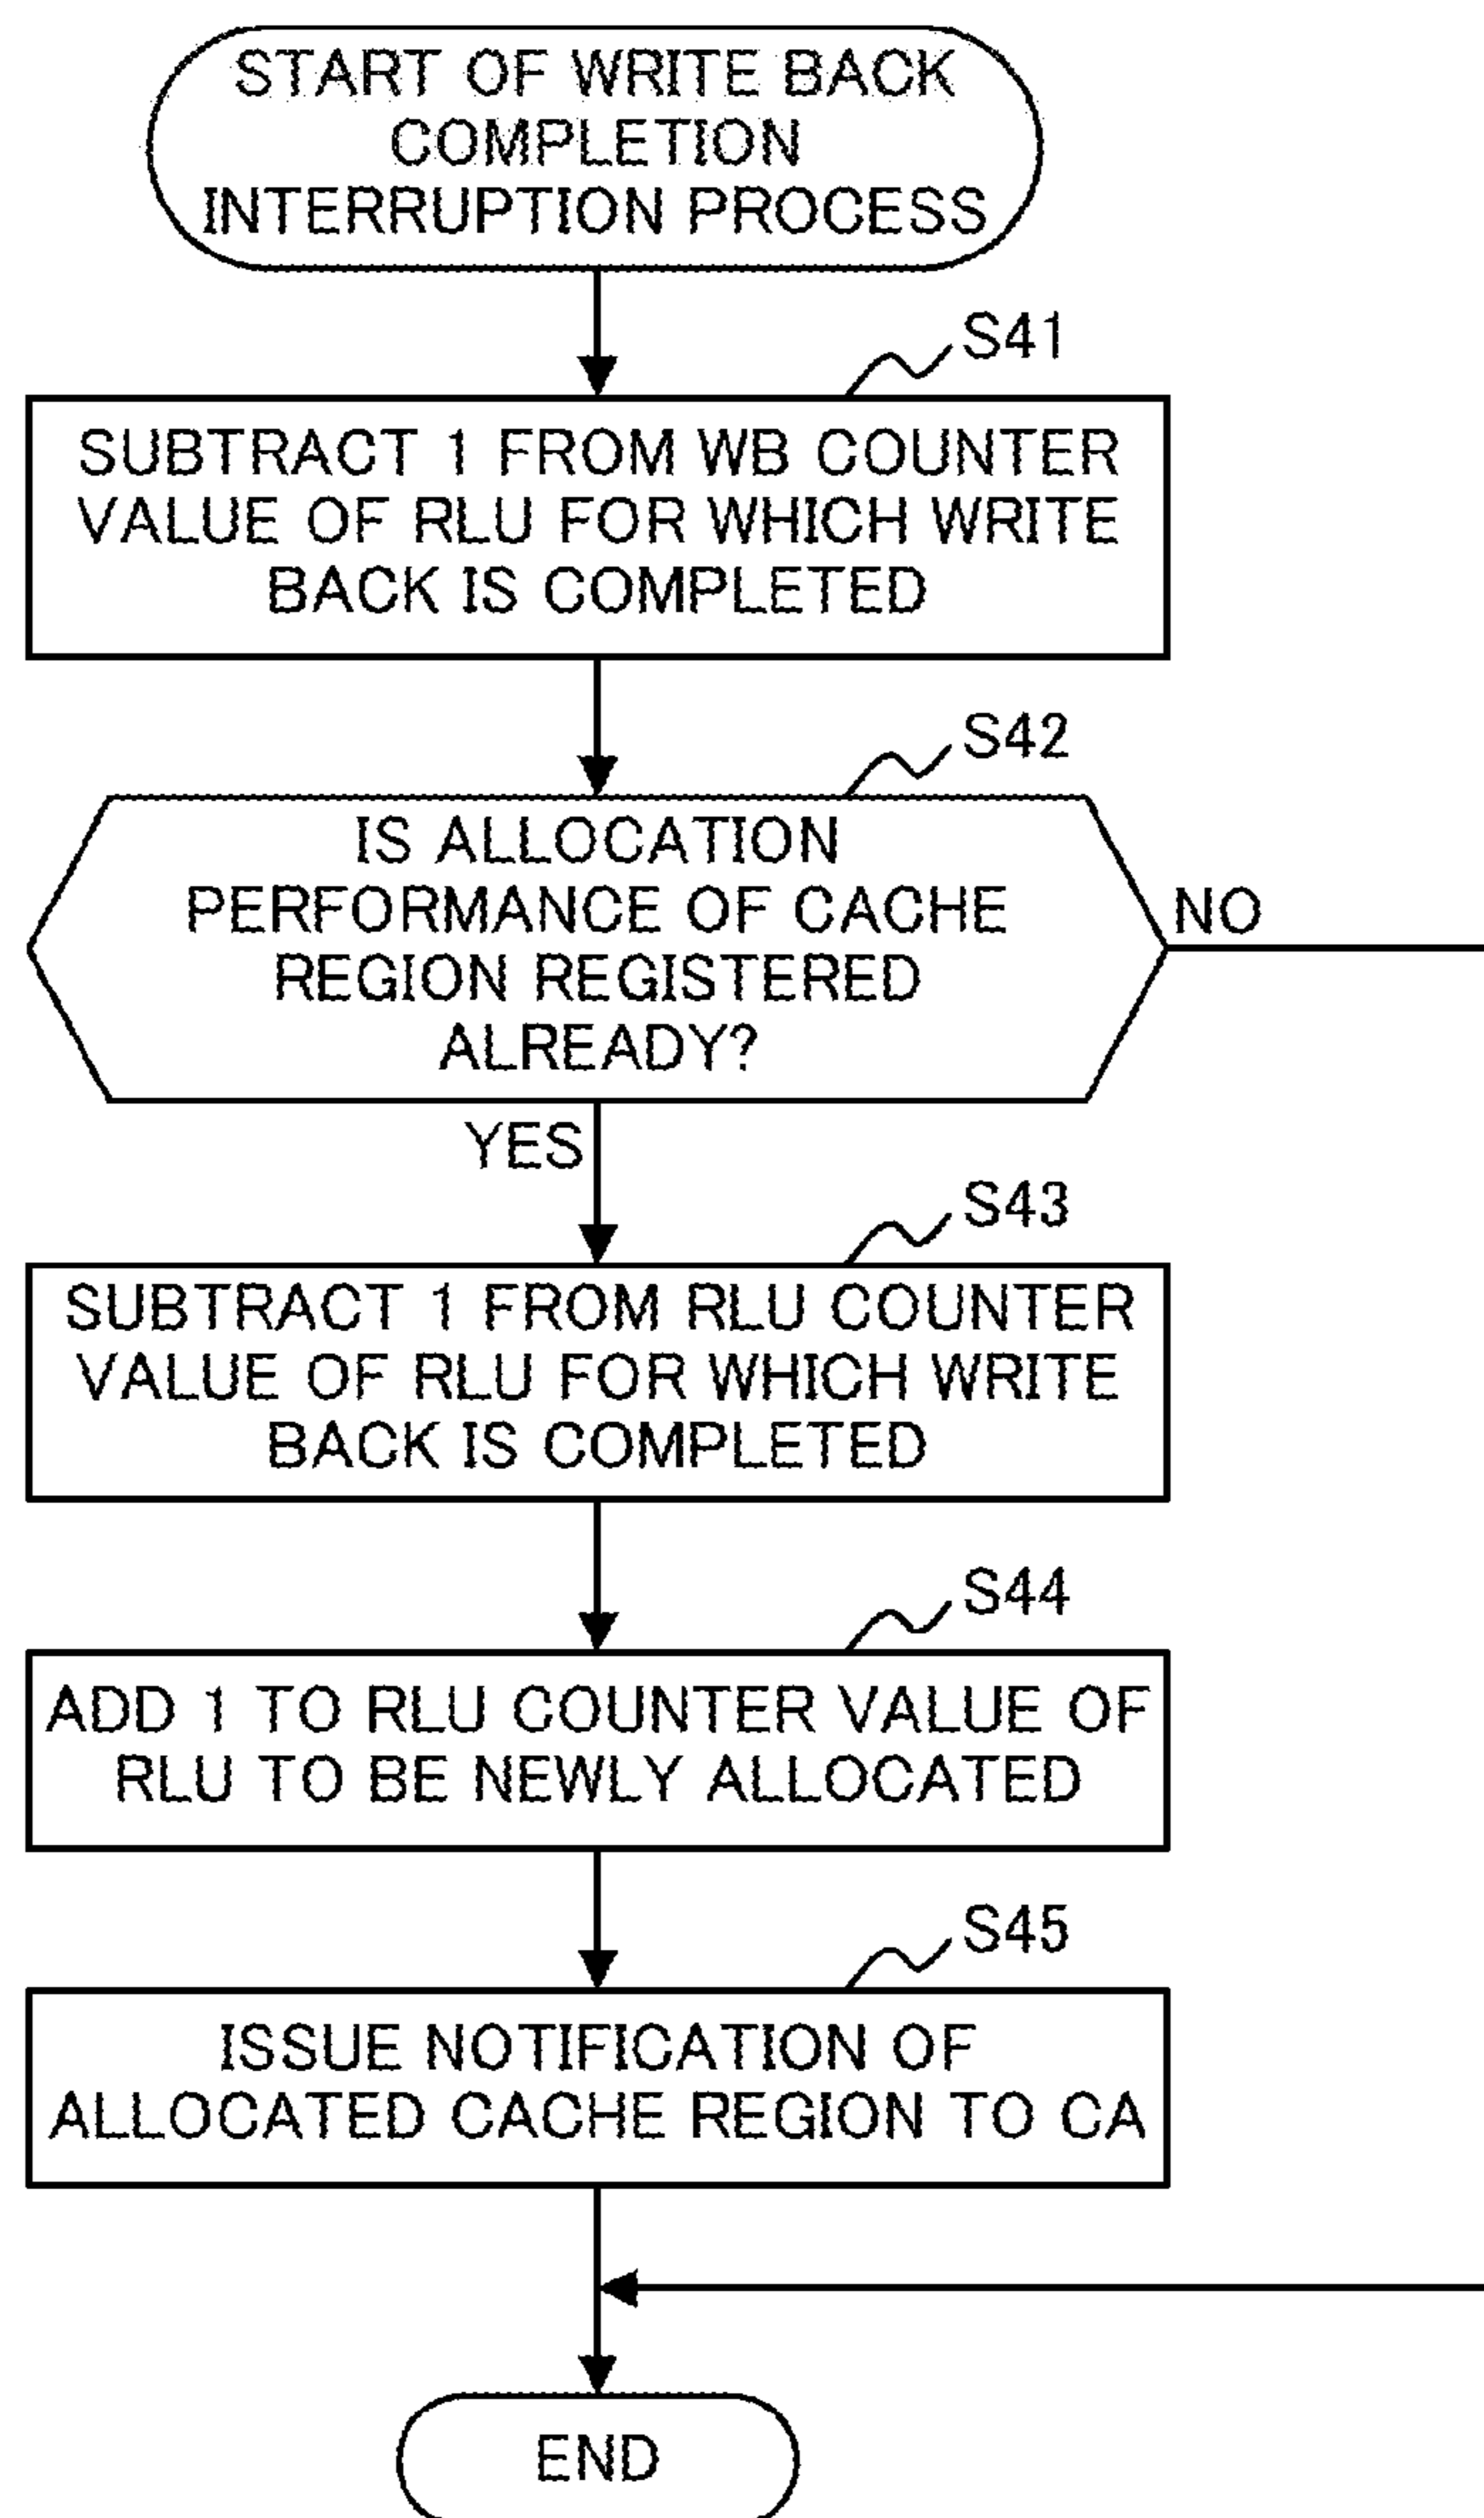 START OF WRITE BACK
COMPLETION
INTERRUPTION PROCESS
S41
SUBTRACT 1 FROM WB COUNTER
VALUE OF RLU FOR WHICH WRITE
BACK IS COMPLETED
S42
IS ALLOCATION
PERFORMANCE OF CACHE
REGION REGISTERED
ALREADY?
NO
YES
S43
SUBTRACT 1 FROM RLU COUNTER
VALUE OF RLU FOR WHICH WRITE
BACK IS COMPLETED
S44
ADD 1 TO RLU COUNTER VALUE OF
RLU TO BE NEWLY ALLOCATED
S45
ISSUE NOTIFICATION OF
ALLOCATED CACHE REGION TO CA
END